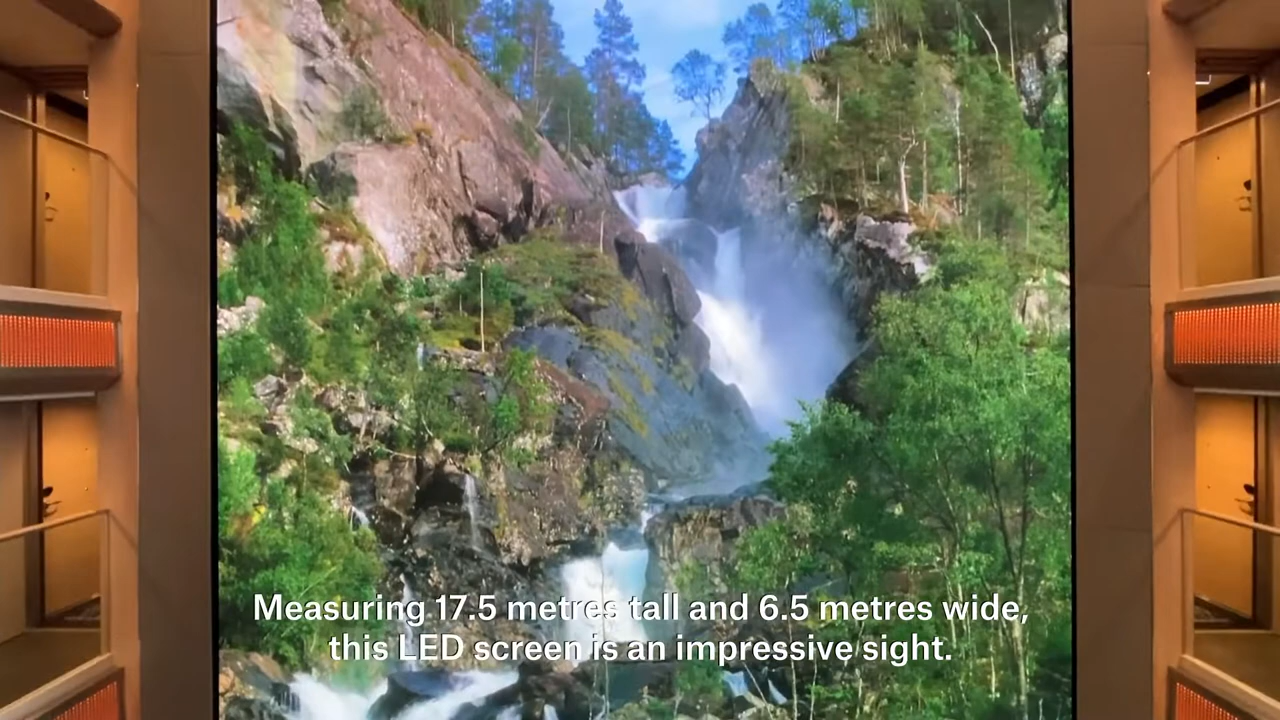 Measuring 17.5 metres tall and 6.5 metres wide,
this LED screen is an impressive sight.